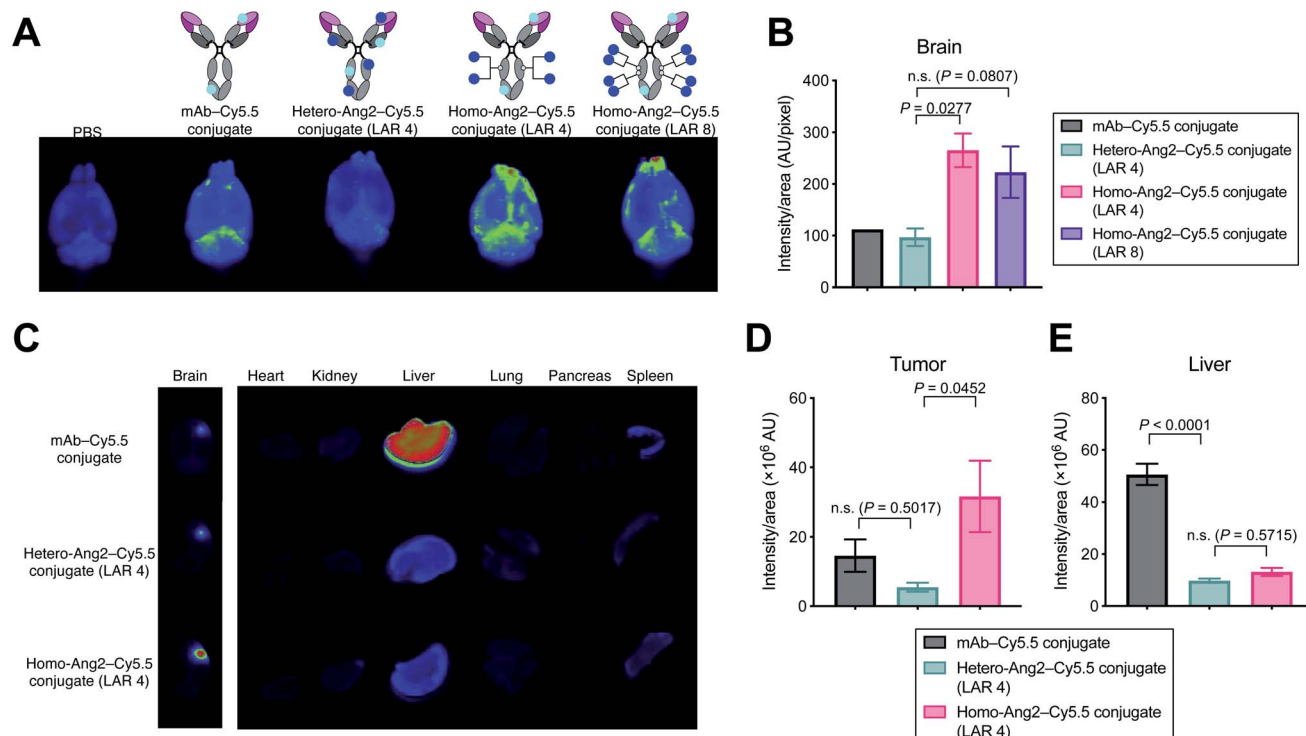 A
mAb–Cy5.5
conjugate
Hetero-Ang2–Cy5.5
conjugate (LAR 4)
Homo-Ang2–Cy5.5
conjugate (LAR 4)
Homo-Ang2–Cy5.5
conjugate (LAR 8)
PBS
B
Brain
Intensity/area (AU/pixel)
400
300
200
100
0
n.s. (P = 0.0807)
P = 0.0277
mAb–Cy5.5 conjugate
Hetero-Ang2–Cy5.5 conjugate
(LAR 4)
Homo-Ang2–Cy5.5 conjugate
(LAR 4)
Homo-Ang2–Cy5.5 conjugate
(LAR 8)
C
Brain
Heart
Kidney
Liver
Lung
Pancreas
Spleen
mAb–Cy5.5
conjugate
Hetero-Ang2–Cy5.5
conjugate (LAR 4)
Homo-Ang2–Cy5.5
conjugate (LAR 4)
D
Tumor
Intensity/area (×10⁶ AU)
60
40
20
0
P = 0.0452
n.s. (P = 0.5017)
E
Liver
Intensity/area (×10⁶ AU)
80
60
40
20
0
P < 0.0001
n.s. (P = 0.5715)
mAb–Cy5.5 conjugate
Hetero-Ang2–Cy5.5 conjugate
(LAR 4)
Homo-Ang2–Cy5.5 conjugate
(LAR 4)